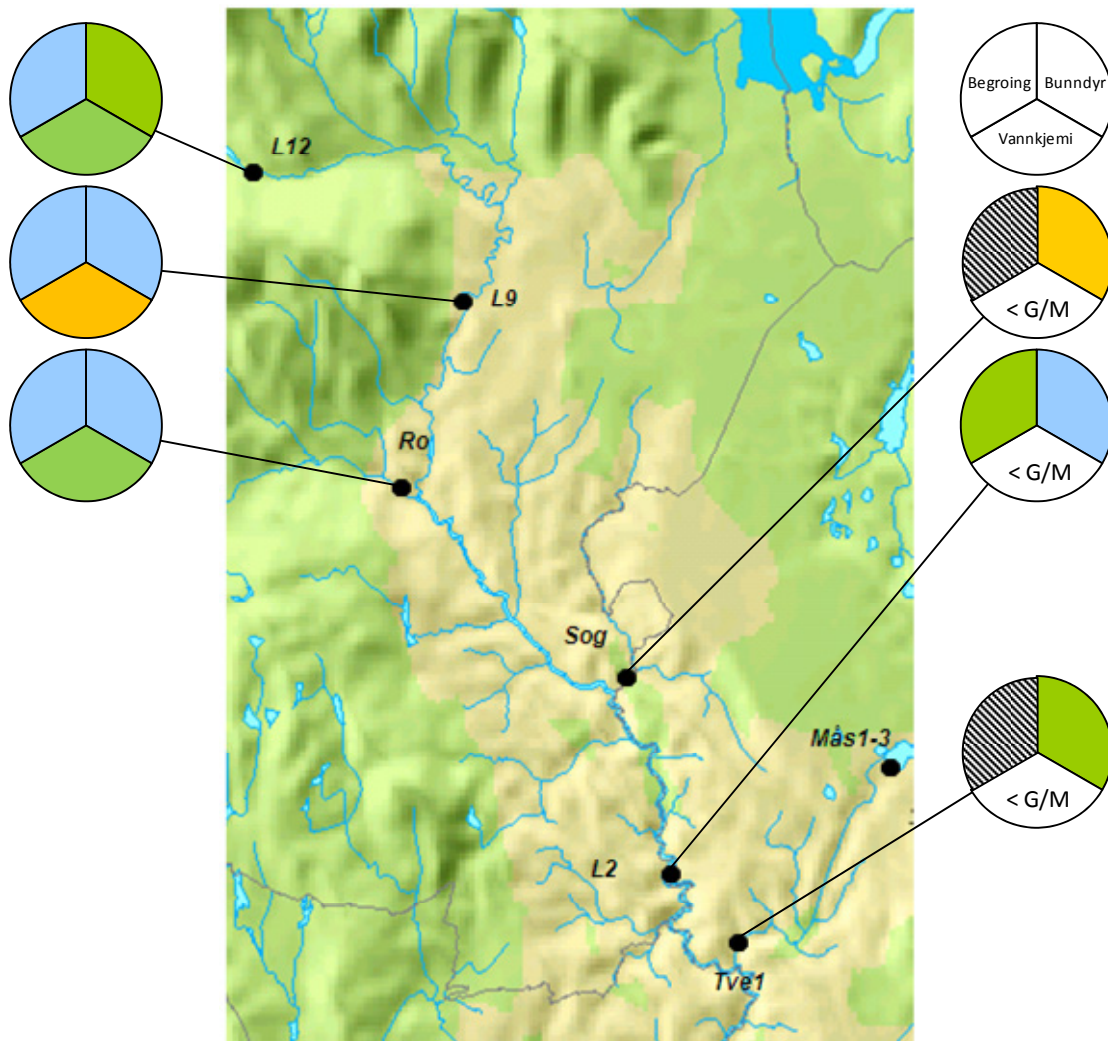 Begroing
Bunndyr
Vannkjemi
L12
< G/M
L9
< G/M
Ro
Sog
Mås1-3
< G/M
L2
Tve1